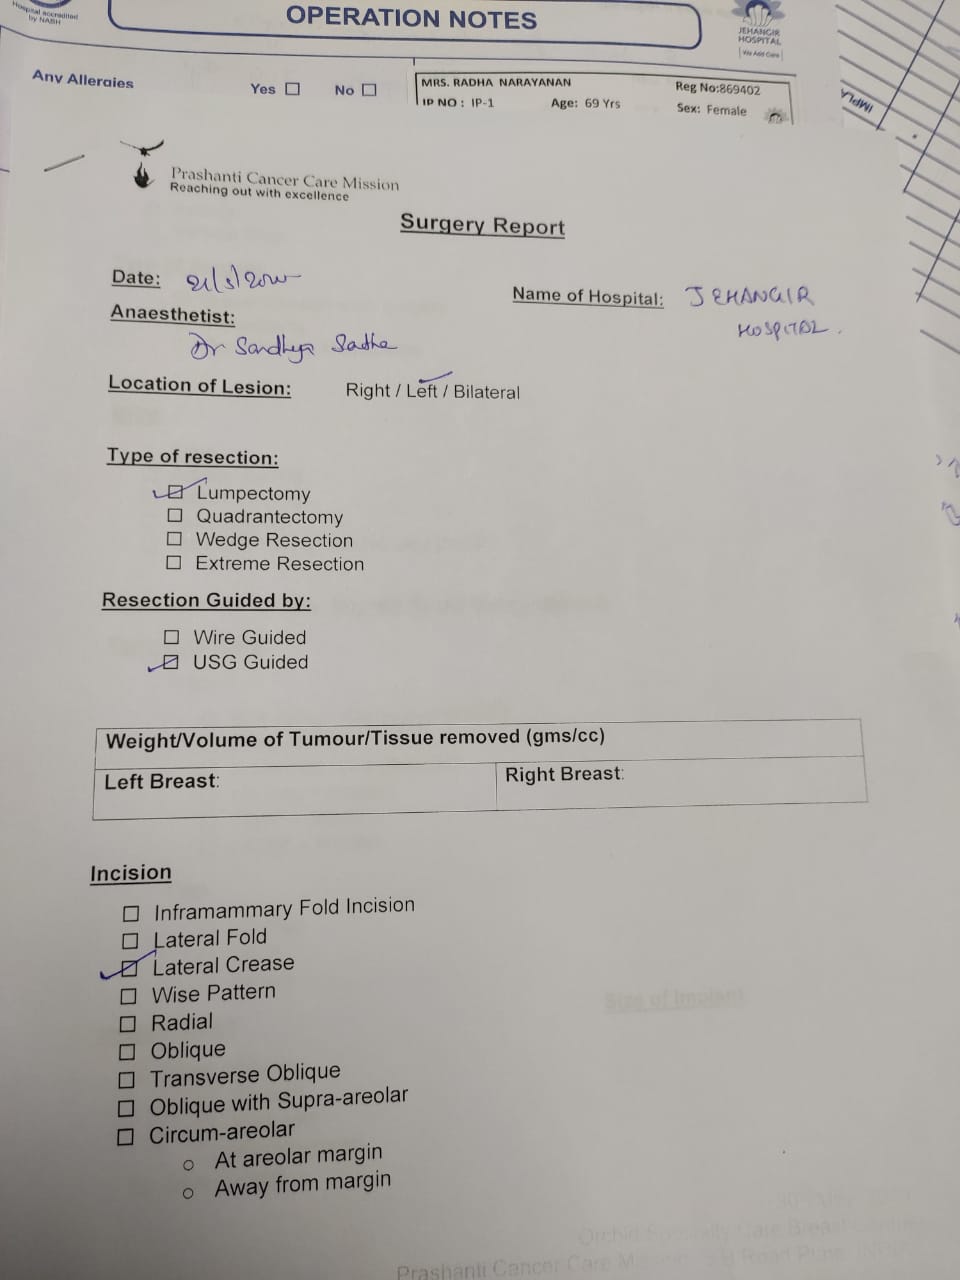 Hospital accredited
by NABH
OPERATION NOTES
JEHANGIR
HOSPITAL
We Add Care
Any Allergies
Yes ☐ No ☐
MRS. RADHA NARAYANAN
Reg No:869402
IP NO : IP-1
Age: 69 Yrs
Sex: Female
IMPL
Prashanti Cancer Care Mission
Reaching out with excellence
Surgery Report
Date:
Name of Hospital: JEHANGIR
HOSPITAL.
Anaesthetist:
Dr Sandhya
Location of Lesion: Right / Left / Bilateral
Type of resection:
☑ Lumpectomy
☐ Quadrantectomy
☐ Wedge Resection
☐ Extreme Resection
Resection Guided by:
☐ Wire Guided
☑ USG Guided
Weight/Volume of Tumour/Tissue removed (gms/cc)
Left Breast:
Right Breast:
Incision
☐ Inframammary Fold Incision
☐ Lateral Fold
☑ Lateral Crease
☐ Wise Pattern
Size of Implant
☐ Radial
☐ Oblique
☐ Transverse Oblique
☐ Oblique with Supra-areolar
☐ Circum-areolar
○ At areolar margin
○ Away from margin
Prashanti Cancer Care